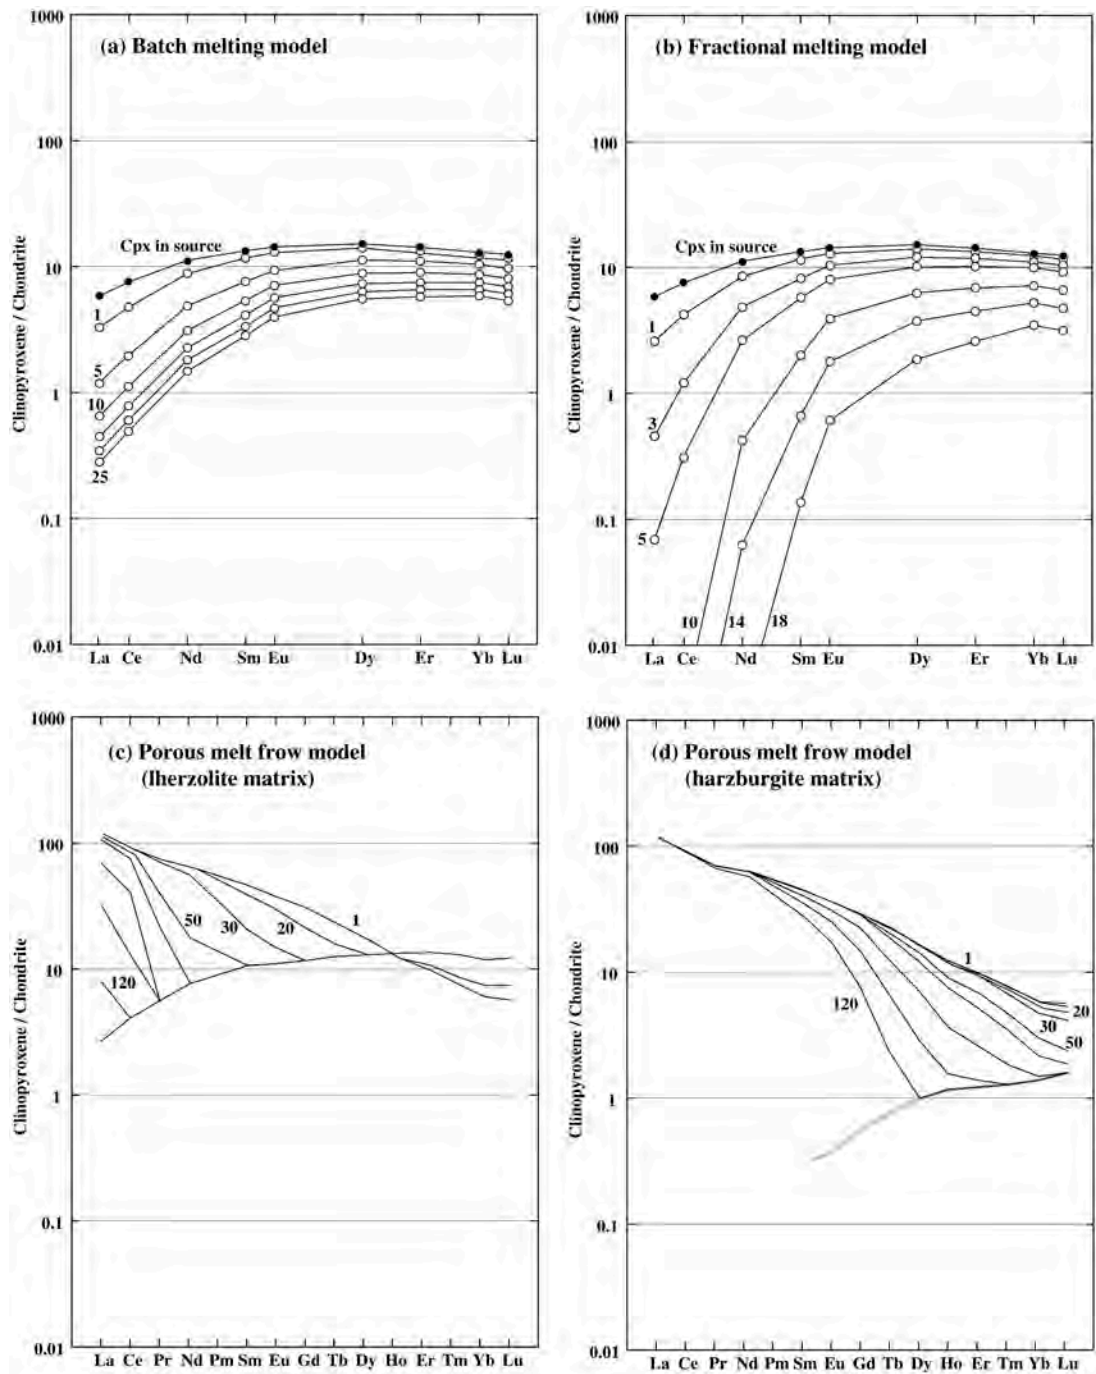 (a) Batch melting model
1000
100
10
1
0.1
0.01
Clinopyroxene / Chondrite
Cpx in source
1
5
10
25
La Ce Nd Sm Eu Dy Er Yb Lu
(b) Fractional melting model
1000
100
10
1
0.1
0.01
Clinopyroxene / Chondrite
Cpx in source
1
3
5
10 14 18
La Ce Nd Sm Eu Dy Er Yb Lu
(c) Porous melt frow model
(lherzolite matrix)
1000
100
10
1
0.1
0.01
Clinopyroxene / Chondrite
1
20
30
50
120
La Ce Pr Nd Pm Sm Eu Gd Tb Dy Ho Er Tm Yb Lu
(d) Porous melt frow model
(harzburgite matrix)
1000
100
10
1
0.1
0.01
Clinopyroxene / Chondrite
1
20
30
50
120
La Ce Pr Nd Pm Sm Eu Gd Tb Dy Ho Er Tm Yb Lu